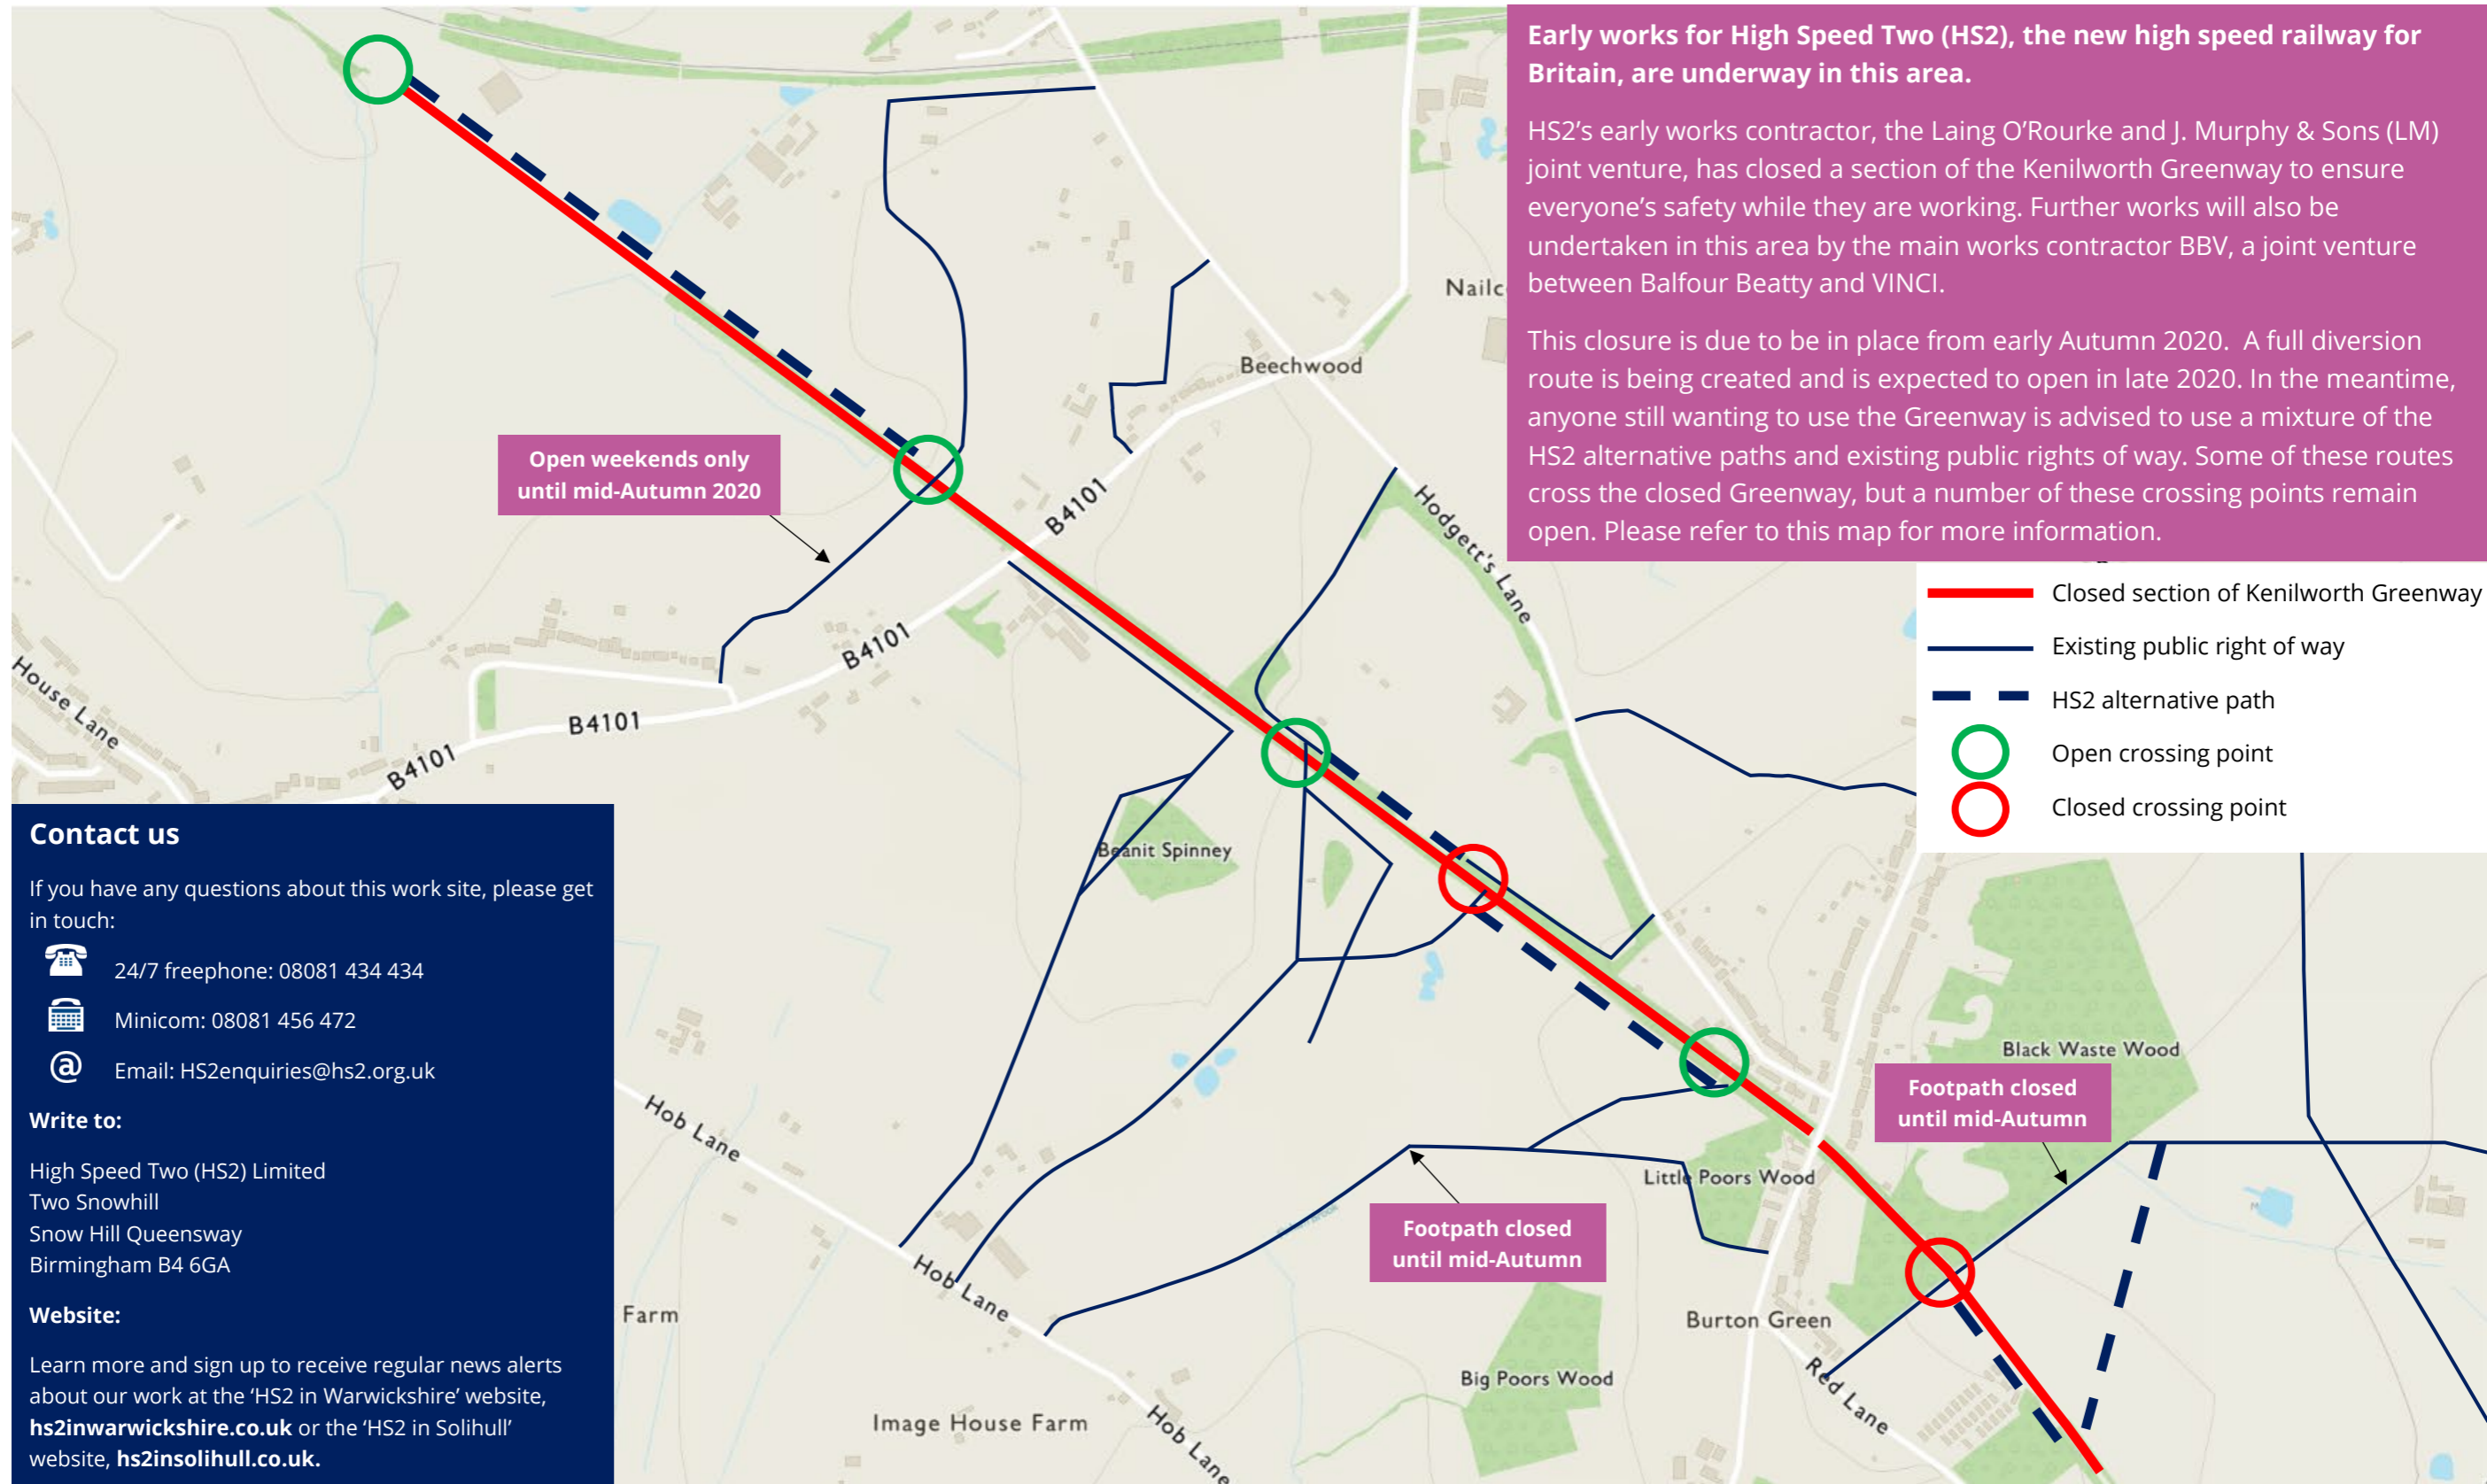 Early works for High Speed Two (HS2), the new high speed railway for
Britain, are underway in this area.
HS2’s early works contractor, the Laing O’Rourke and J. Murphy & Sons (LM)
joint venture, has closed a section of the Kenilworth Greenway to ensure
everyone’s safety while they are working. Further works will also be
undertaken in this area by the main works contractor BBV, a joint venture
between Balfour Beatty and VINCI.
This closure is due to be in place from early Autumn 2020.  A full diversion
route is being created and is expected to open in late 2020. In the meantime,
anyone still wanting to use the Greenway is advised to use a mixture of the
HS2 alternative paths and existing public rights of way. Some of these routes
cross the closed Greenway, but a number of these crossing points remain
open. Please refer to this map for more information.
Closed section of Kenilworth Greenway
Existing public right of way
HS2 alternative path
Open crossing point
Closed crossing point
Nailc
Beechwood
Open weekends only
until mid-Autumn 2020
B4101
Hodgett's Lane
B4101
B4101
B4101
House Lane
Beanit Spinney
Black Waste Wood
Footpath closed
until mid-Autumn
Little Poors Wood
Footpath closed
until mid-Autumn
Hob Lane
Hob Lane
Hob Lane
Farm
Burton Green
Red Lane
Big Poors Wood
Image House Farm
Contact us
If you have any questions about this work site, please get
in touch:
24/7 freephone: 08081 434 434
Minicom: 08081 456 472
@ Email: HS2enquiries@hs2.org.uk
Write to:
High Speed Two (HS2) Limited
Two Snowhill
Snow Hill Queensway
Birmingham B4 6GA
Website:
Learn more and sign up to receive regular news alerts
about our work at the ‘HS2 in Warwickshire’ website,
hs2inwarwickshire.co.uk or the ‘HS2 in Solihull’
website, hs2insolihull.co.uk.